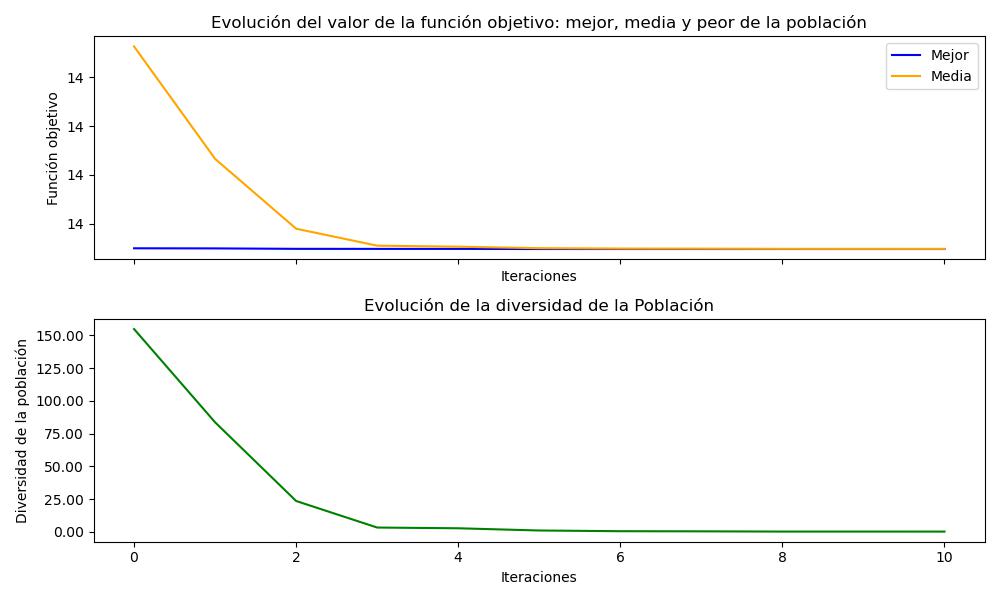 Evolución del valor de la función objetivo: mejor, media y peor de la población
Mejor
Media
Función objetivo
14
14
14
14
Iteraciones
Evolución de la diversidad de la Población
Diversidad de la población
150.00
125.00
100.00
75.00
50.00
25.00
0.00
0 2 4 6 8 10
Iteraciones